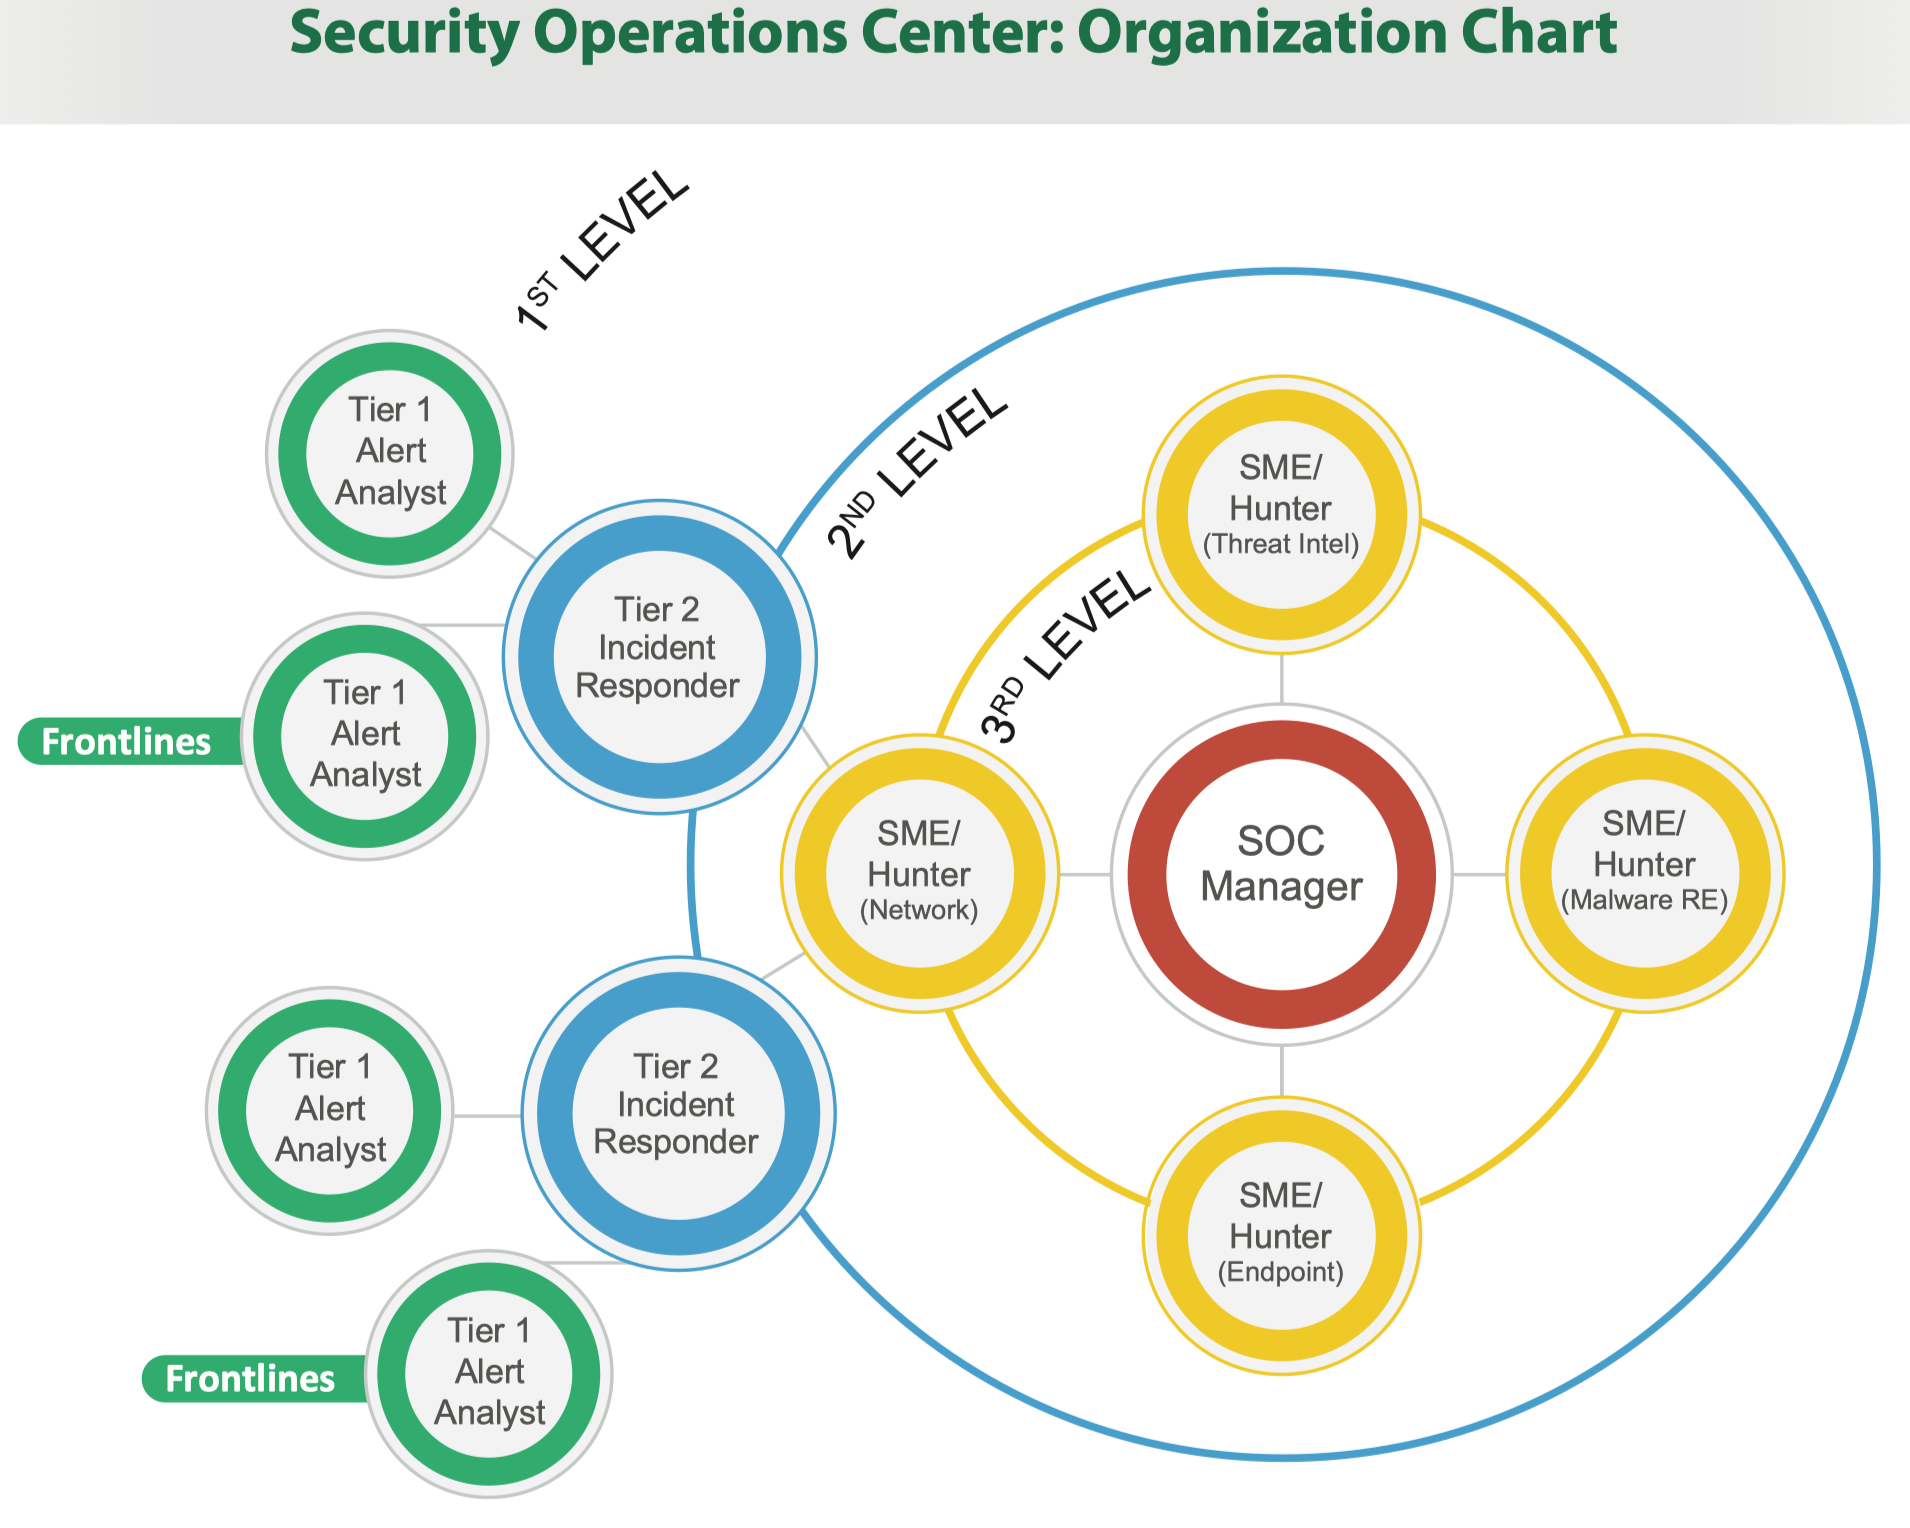 Security Operations Center: Organization Chart
1ST LEVEL
2ND LEVEL
3RD LEVEL
Tier 1
Alert
Analyst
Tier 1
Alert
Analyst
Frontlines
Tier 2
Incident
Responder
SME/
Hunter
(Threat Intel)
SME/
Hunter
(Network)
SOC
Manager
SME/
Hunter
(Malware RE)
Tier 1
Alert
Analyst
Tier 2
Incident
Responder
SME/
Hunter
(Endpoint)
Tier 1
Alert
Analyst
Frontlines